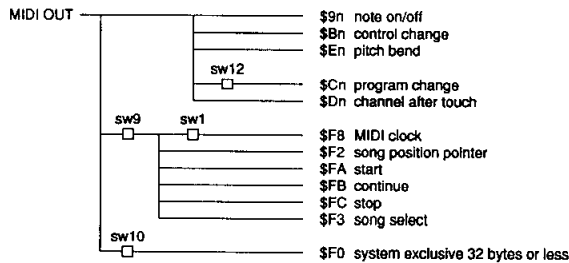 MIDI OUT
$9n note on/off
$Bn control change
$En pitch bend
sw12
$Cn program change
$Dn channel after touch
sw9
sw1
$F8 MIDI clock
$F2 song position pointer
$FA start
$FB continue
$FC stop
$F3 song select
sw10
$F0 system exclusive 32 bytes or less